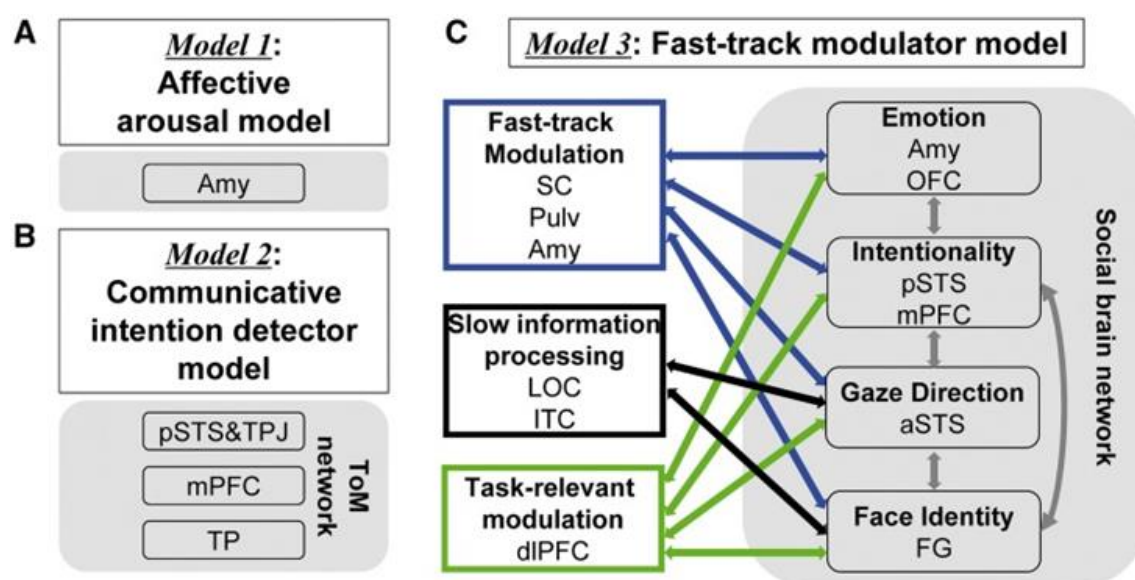 A
Model 1:
Affective
arousal model
Amy
B
Model 2:
Communicative
intention detector
model
pSTS&TPJ
mPFC
TP
ToM
network
C
Model 3: Fast-track modulator model
Fast-track
Modulation
SC
Pulv
Amy
Slow information
processing
LOC
ITC
Task-relevant
modulation
dlPFC
Emotion
Amy
OFC
Intentionality
pSTS
mPFC
Gaze Direction
aSTS
Face Identity
FG
Social brain network